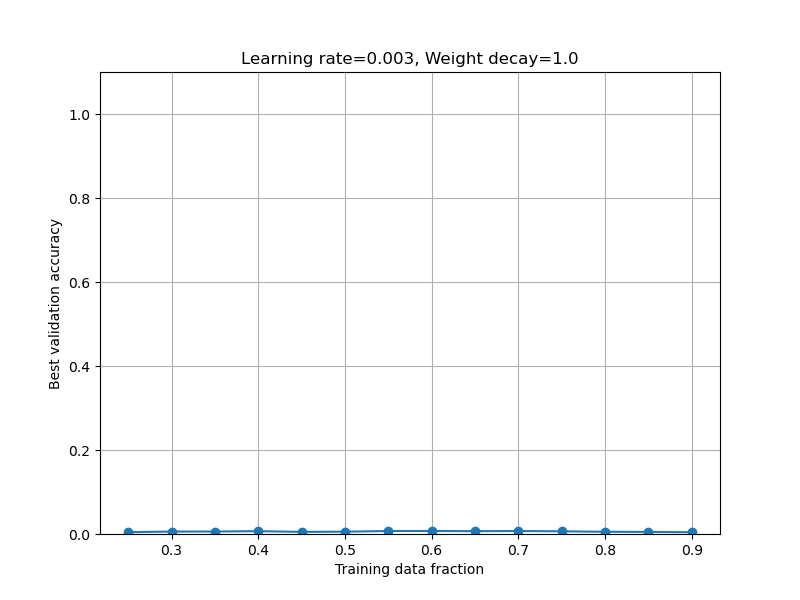 Learning rate=0.003, Weight decay=1.0
Best validation accuracy
1.0
0.8
0.6
0.4
0.2
0.0
0.3 0.4 0.5 0.6 0.7 0.8 0.9
Training data fraction